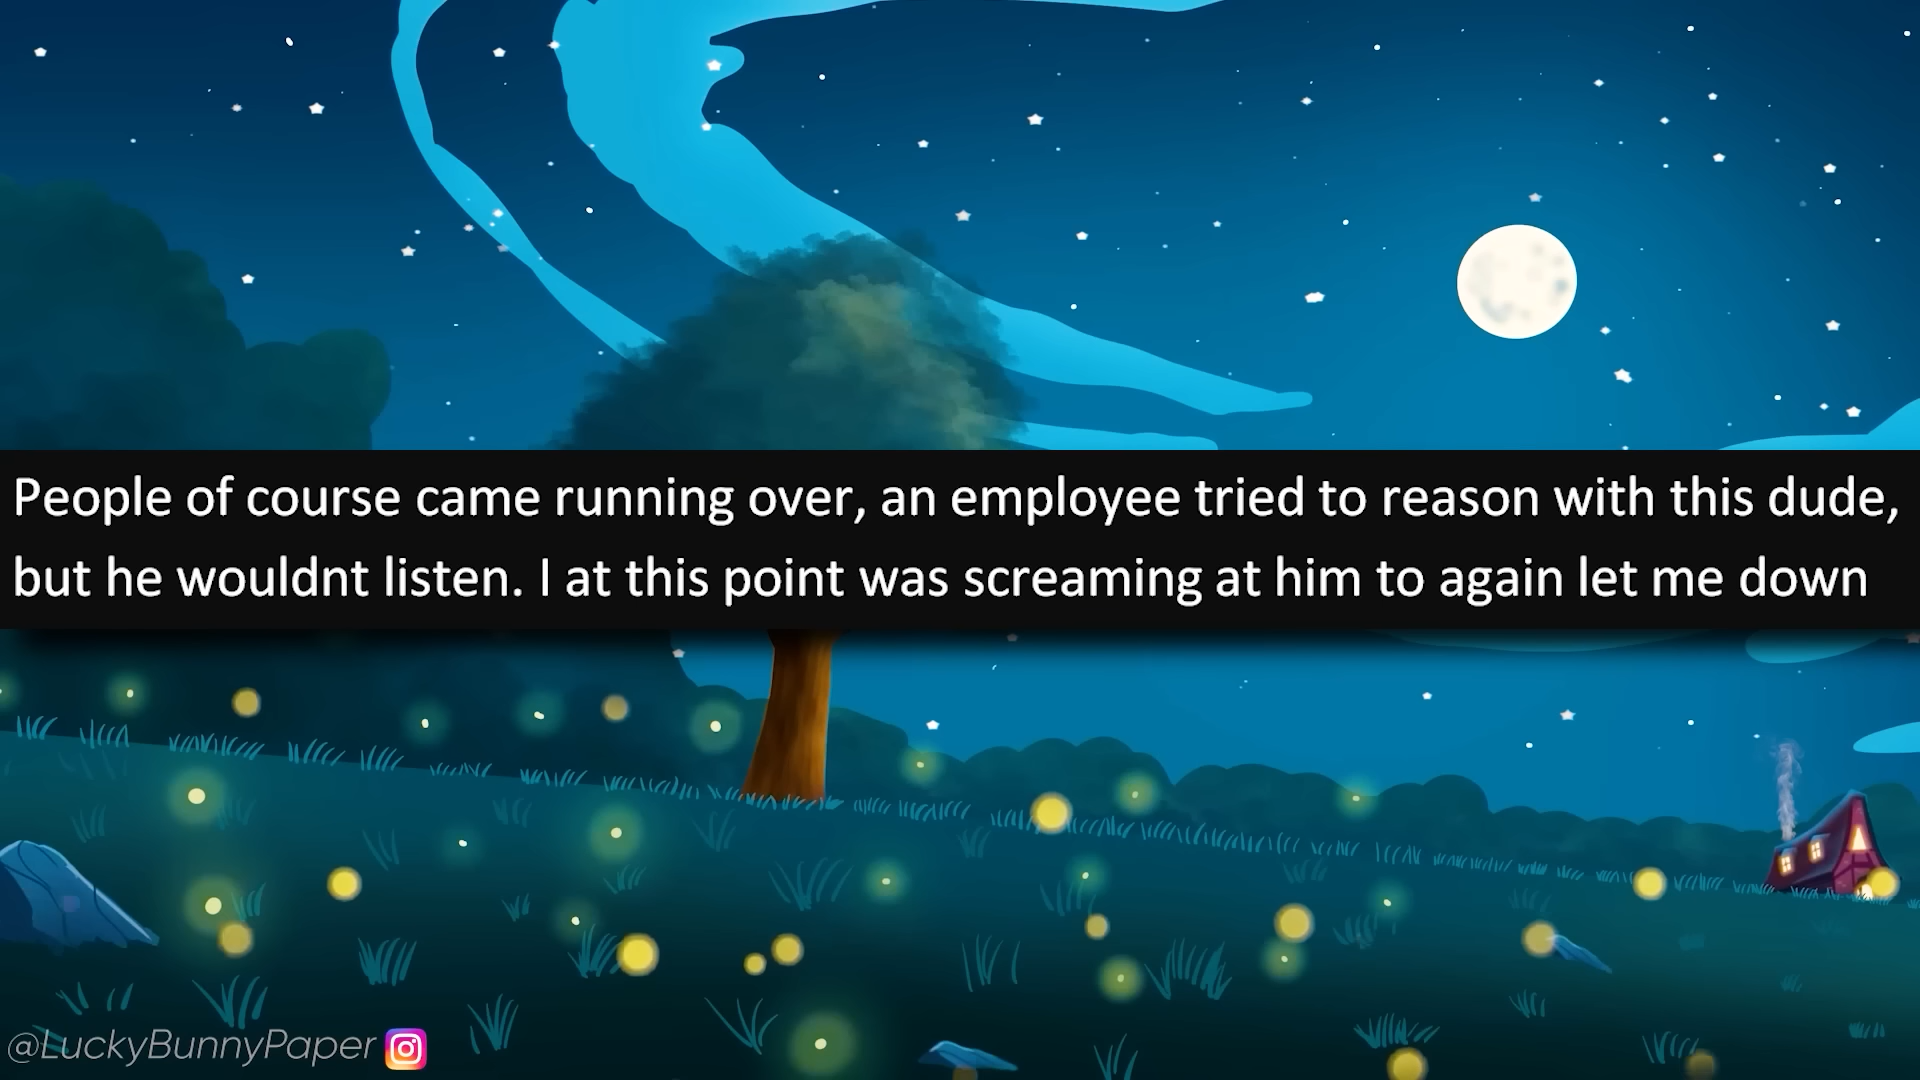 People of course came running over, an employee tried to reason with this dude,
but he wouldnt listen. I at this point was screaming at him to again let me down
@LuckyBunnyPaper